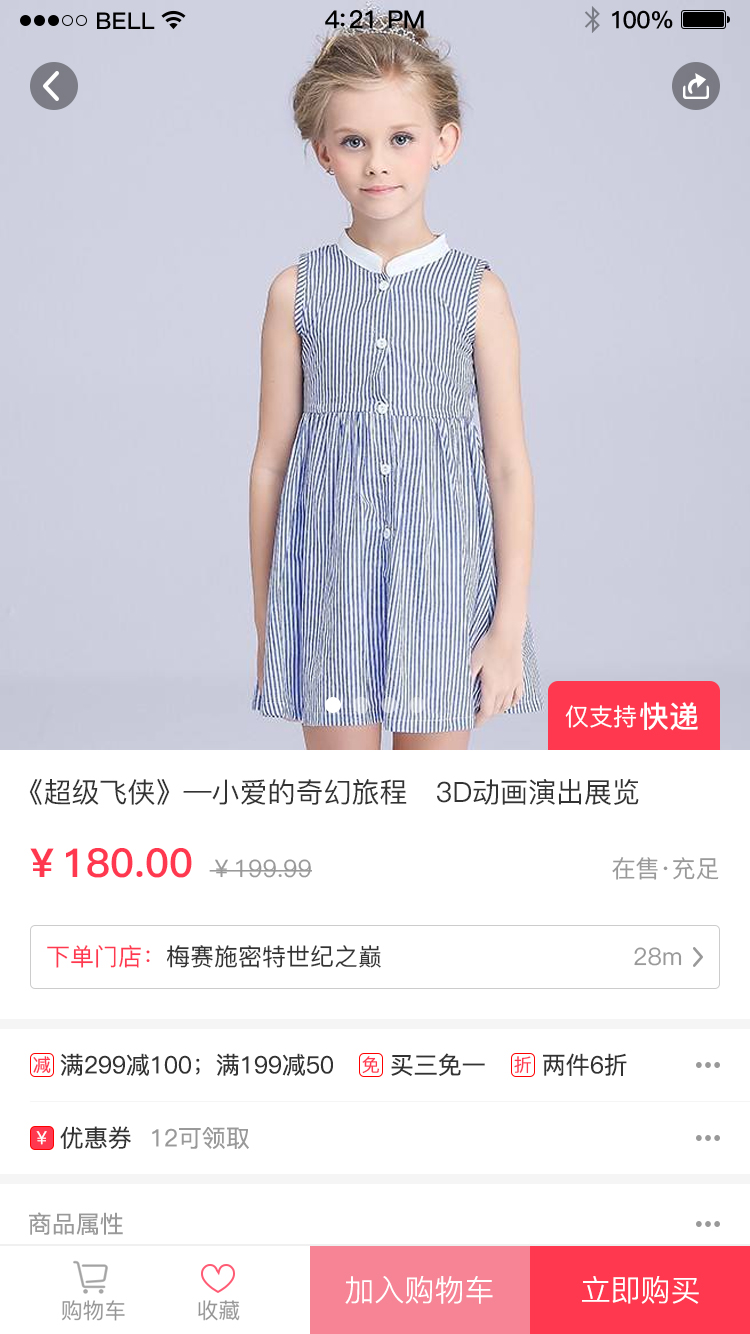 BELL 4:21 PM 100%
仅支持快递
《超级飞侠》—小爱的奇幻旅程 3D动画演出展览
¥180.00 ¥199.99 在售·充足
下单门店： 梅赛施密特世纪之巅 28m
减 满299减100；满199减50 免 买三免一 折 两件6折
¥ 优惠券 12可领取
商品属性
购物车 收藏 加入购物车 立即购买